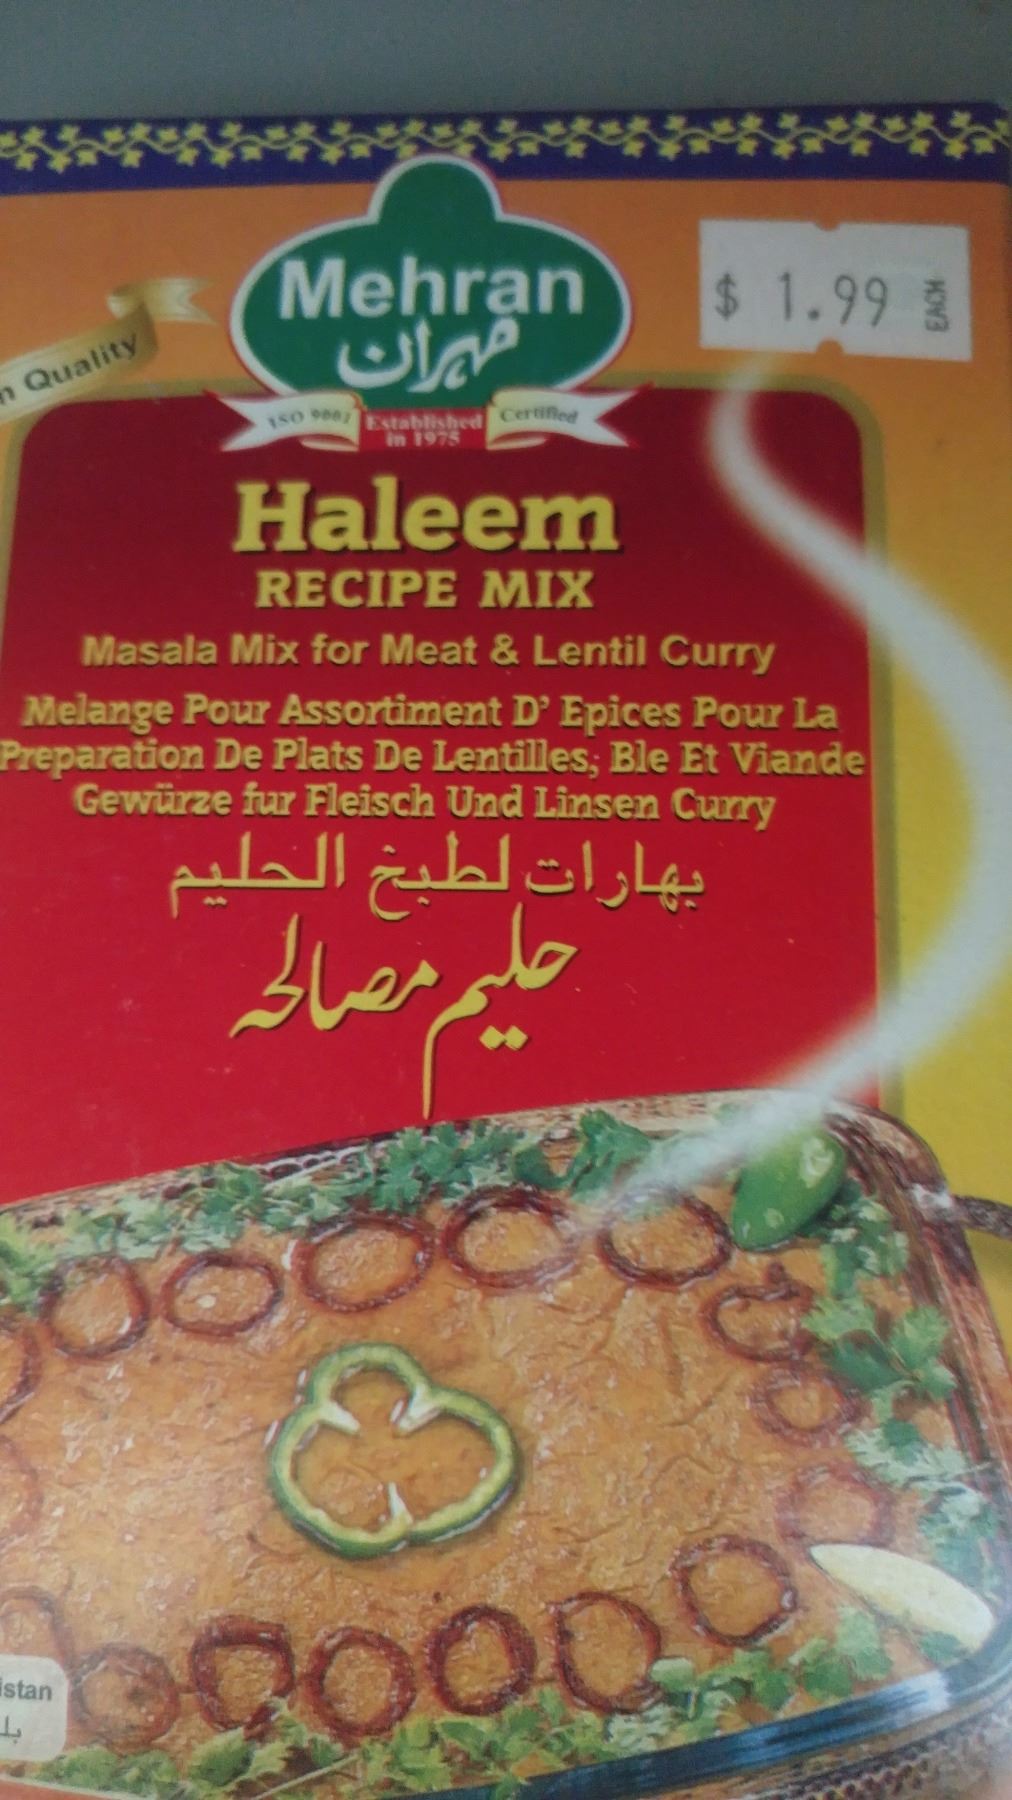 Mehran
مهران
$ 1.99 EACH
n Quality
ISO 9001 Established in 1975 Certified
Haleem
RECIPE MIX
Masala Mix for Meat & Lentil Curry
Melange Pour Assortiment D' Epices Pour La
Preparation De Plats De Lentilles, Ble Et Viande
Gewürze fur Fleisch Und Linsen Curry
بهارات لطبخ الحليم
حلیم مصالحہ
istan